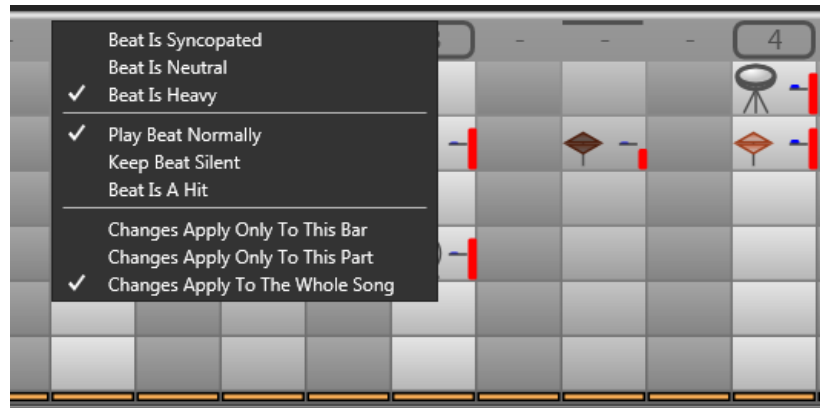 Beat Is Syncopated
Beat Is Neutral
Beat Is Heavy
Play Beat Normally
Keep Beat Silent
Beat Is A Hit
Changes Apply Only To This Bar
Changes Apply Only To This Part
Changes Apply To The Whole Song
- - - 4